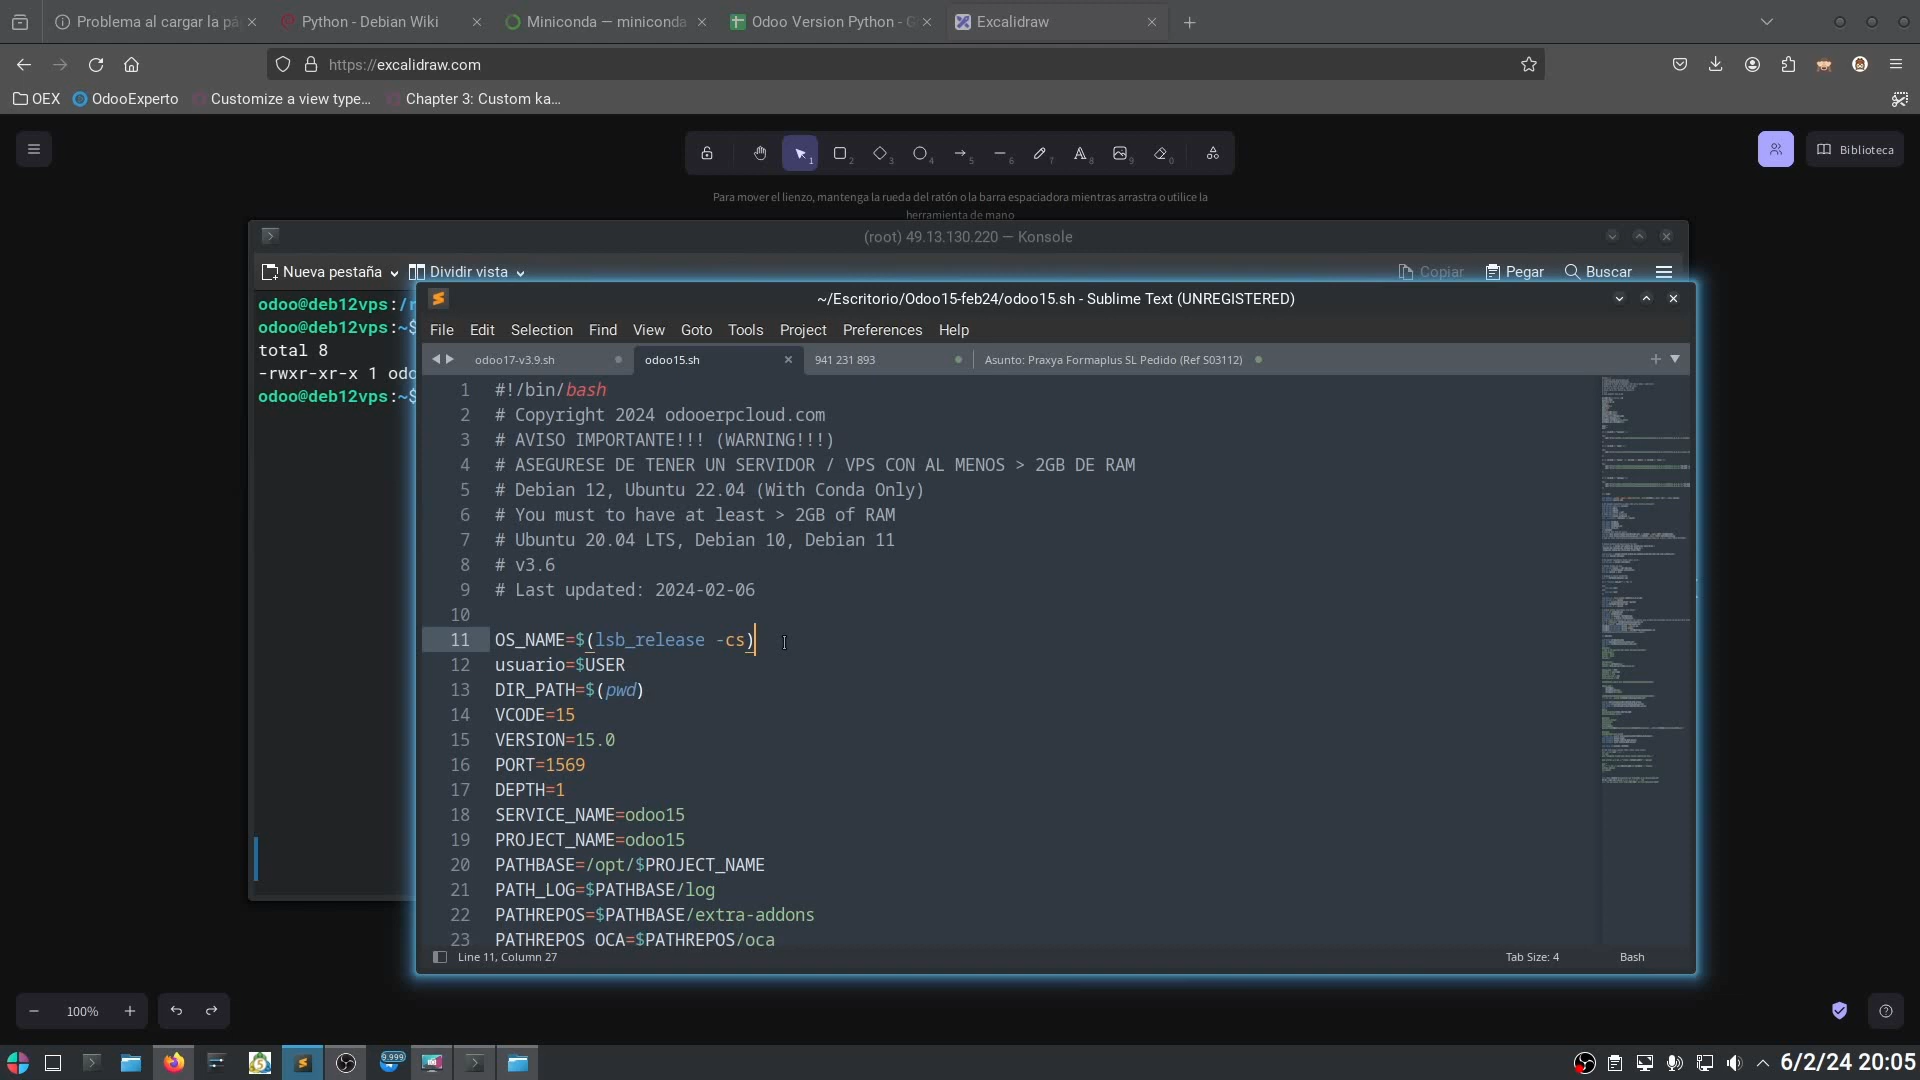 Problema al cargar la pá
Python - Debian Wiki
Miniconda — miniconda
Odoo Version Python - G
Excalidraw
https://excalidraw.com
OEX
OdooExperto
Customize a view type...
Chapter 3: Custom ka...
1 2 3 4 5 6 7 8 9 0
Biblioteca
Para mover el lienzo, mantenga la rueda del ratón o la barra espaciadora mientras arrastra o utilice la
herramienta de mano
(root) 49.13.130.220 — Konsole
Nueva pestaña
Dividir vista
Copiar
Pegar
Buscar
odoo@deb12vps:/r
odoo@deb12vps:~$
total 8
-rwxr-xr-x 1 odo
odoo@deb12vps:~$
~/Escritorio/Odoo15-feb24/odoo15.sh - Sublime Text (UNREGISTERED)
File Edit Selection Find View Goto Tools Project Preferences Help
odoo17-v3.9.sh
odoo15.sh
941 231 893
Asunto: Praxya Formaplus SL Pedido (Ref S03112)
1 #!/bin/bash
2 # Copyright 2024 odooerpcloud.com
3 # AVISO IMPORTANTE!!! (WARNING!!!)
4 # ASEGURESE DE TENER UN SERVIDOR / VPS CON AL MENOS > 2GB DE RAM
5 # Debian 12, Ubuntu 22.04 (With Conda Only)
6 # You must to have at least > 2GB of RAM
7 # Ubuntu 20.04 LTS, Debian 10, Debian 11
8 # v3.6
9 # Last updated: 2024-02-06
10
11 OS_NAME=$(lsb_release -cs)
12 usuario=$USER
13 DIR_PATH=$(pwd)
14 VCODE=15
15 VERSION=15.0
16 PORT=1569
17 DEPTH=1
18 SERVICE_NAME=odoo15
19 PROJECT_NAME=odoo15
20 PATHBASE=/opt/$PROJECT_NAME
21 PATH_LOG=$PATHBASE/log
22 PATHREPOS=$PATHBASE/extra-addons
23 PATHREPOS_OCA=$PATHREPOS/oca
Line 11, Column 27
Tab Size: 4
Bash
100%
9.999
6/2/24 20:05